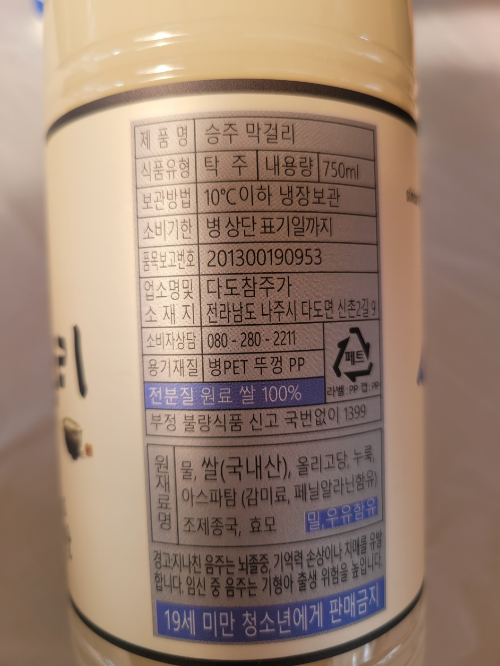 제 품 명 승주 막걸리
식품유형 탁 주 내용량 750ml
보관방법 10℃이하 냉장보관
소비기한 병 상단 표기일까지
품목보고번호 201300190953
업소명및 다도참주가
소 재 지 전라남도 나주시 다도면 신촌2길 9
소비자상담 080 - 280 - 2211
용기재질 병PET 뚜껑 PP
페트
라벨:PP 캡:PP
전분질 원료 쌀 100%
부정 불량식품 신고 국번없이 1399
원재료명
물, 쌀(국내산), 올리고당, 누룩,
아스파탐 (감미료, 페닐알라닌함유)
조제종국, 효모 밀,우유함유
경고:지나친 음주는 뇌졸중, 기억력 손상이나 치매를 유발
합니다. 임신 중 음주는 기형아 출생 위험을 높입니다.
19세 미만 청소년에게 판매금지
리